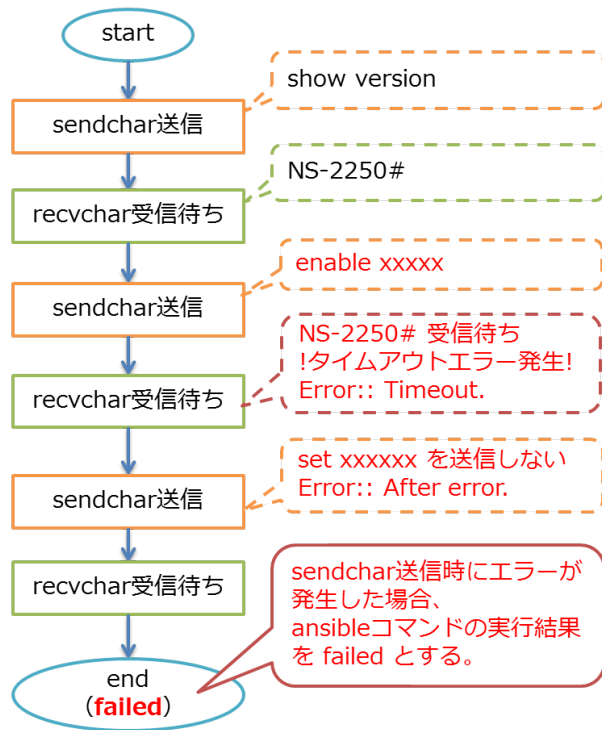 start
show version
sendchar送信
NS-2250#
recvchar受信待ち
enable xxxxx
sendchar送信
NS-2250# 受信待ち
!タイムアウトエラー発生!
Error:: Timeout.
recvchar受信待ち
set xxxxxx を送信しない
Error:: After error.
sendchar送信
recvchar受信待ち
sendchar送信時にエラーが
発生した場合、
ansibleコマンドの実行結果
を failed とする。
end
(failed)